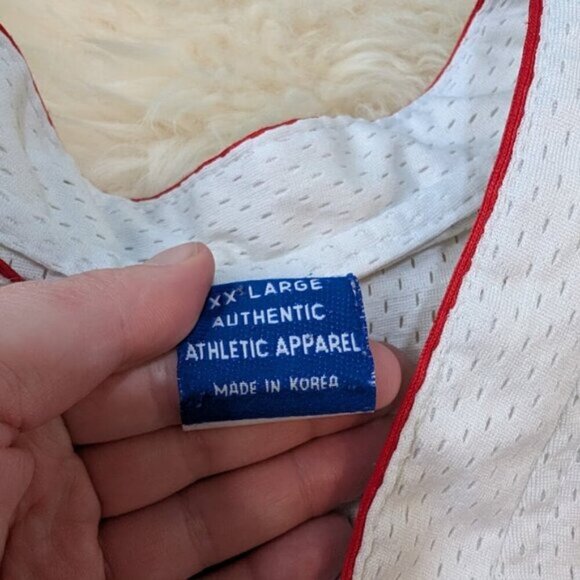 XX LARGE
AUTHENTIC
ATHLETIC APPAREL
MADE IN KOREA